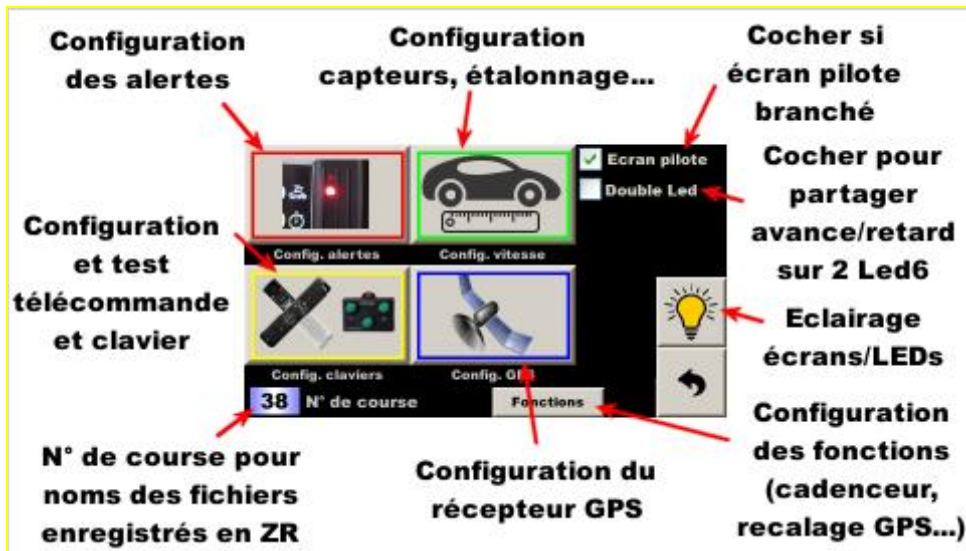 Configuration
des alertes
Configuration
capteurs, étalonnage...
Cocher si
écran pilote
branché
Ecran pilote
Double Led
Cocher pour
partager
avance/retard
sur 2 Led6
Config. alertes
Config. vitesse
Configuration
et test
télécommande
et clavier
Eclairage
écrans/LEDs
Config. claviers
Config. GPS
38 N° de course
Fonctions
N° de course pour
noms des fichiers
enregistrés en ZR
Configuration du
récepteur GPS
Configuration
des fonctions
(cadenceur,
recalage GPS...)